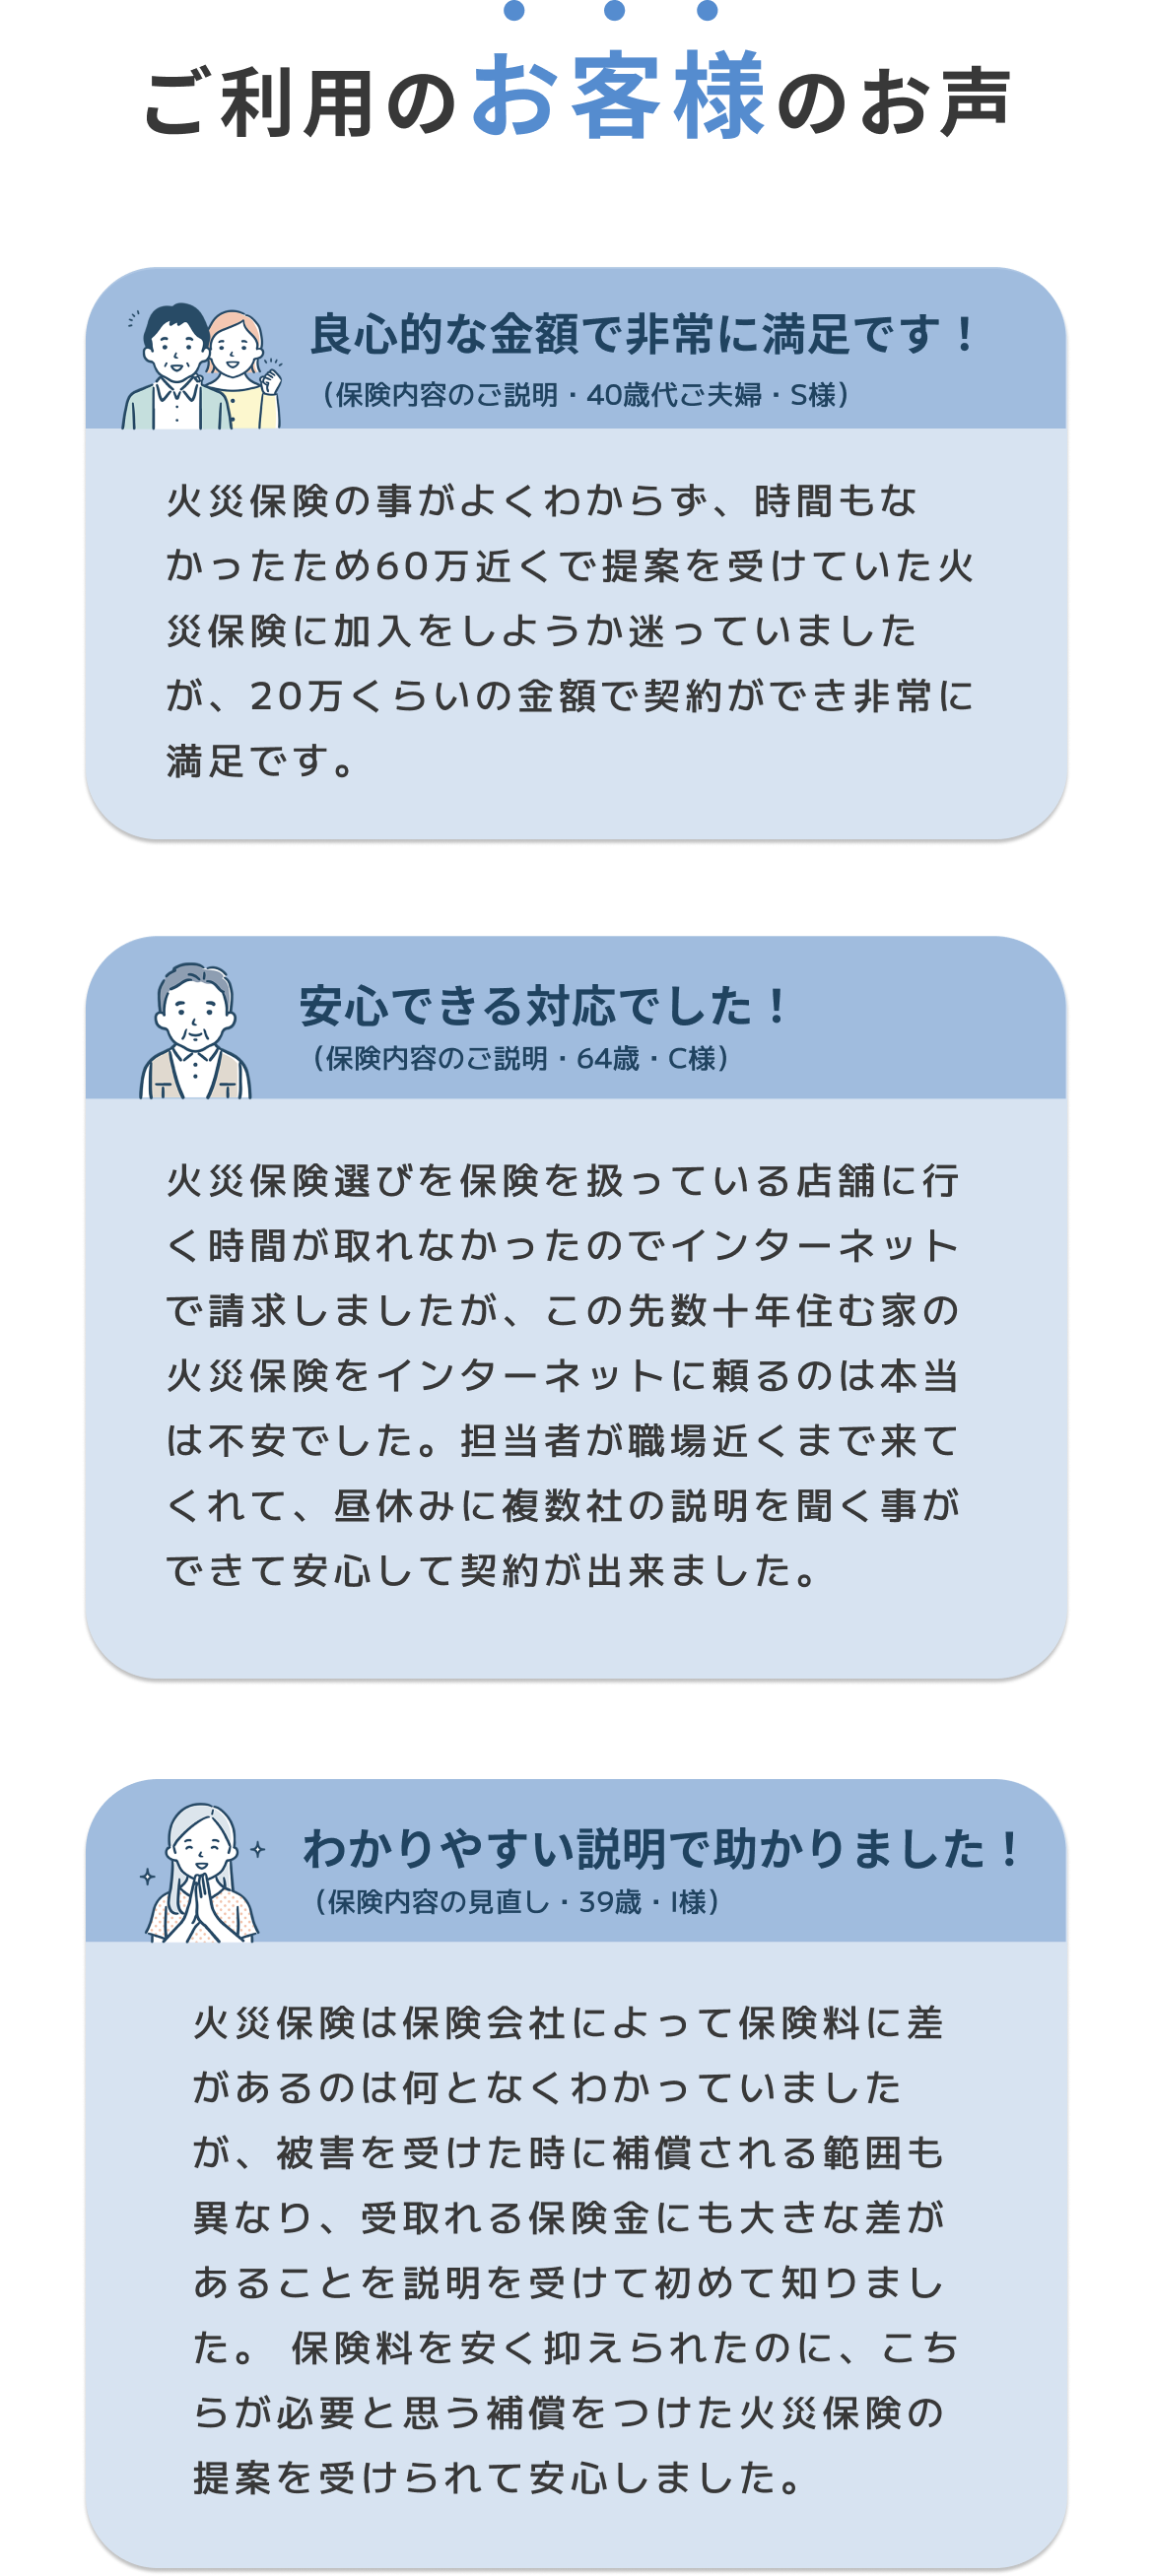 ご利用のお客様のお声
良心的な金額で非常に満足です！
（保険内容のご説明・40歳代ご夫婦・S様）
火災保険の事がよくわからず、時間もな
かったため60万近くで提案を受けていた火
災保険に加入をしようか迷っていました
が、20万くらいの金額で契約ができ非常に
満足です。
安心できる対応でした！
（保険内容のご説明・64歳・C様）
火災保険選びを保険を扱っている店舗に行
く時間が取れなかったのでインターネット
で請求しましたが、この先数十年住む家の
火災保険をインターネットに頼るのは本当
は不安でした。担当者が職場近くまで来て
くれて、昼休みに複数社の説明を聞く事が
できて安心して契約が出来ました。
わかりやすい説明で助かりました！
（保険内容の見直し・39歳・I様）
火災保険は保険会社によって保険料に差
があるのは何となくわかっていました
が、被害を受けた時に補償される範囲も
異なり、受取れる保険金にも大きな差が
あることを説明を受けて初めて知りまし
た。 保険料を安く抑えられたのに、こち
らが必要と思う補償をつけた火災保険の
提案を受けられて安心しました。